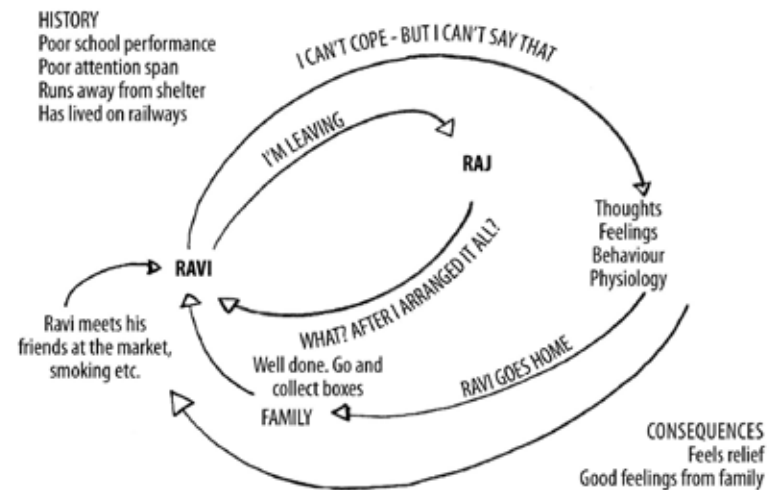 HISTORY
Poor school performance
Poor attention span
Runs away from shelter
Has lived on railways
I CAN'T COPE - BUT I CAN'T SAY THAT
I'M LEAVING
RAJ
Thoughts
Feelings
Behaviour
Physiology
RAVI
WHAT? AFTER I ARRANGED IT ALL?
Ravi meets his
friends at the market,
smoking etc.
Well done. Go and
collect boxes
FAMILY
RAVI GOES HOME
CONSEQUENCES
Feels relief
Good feelings from family